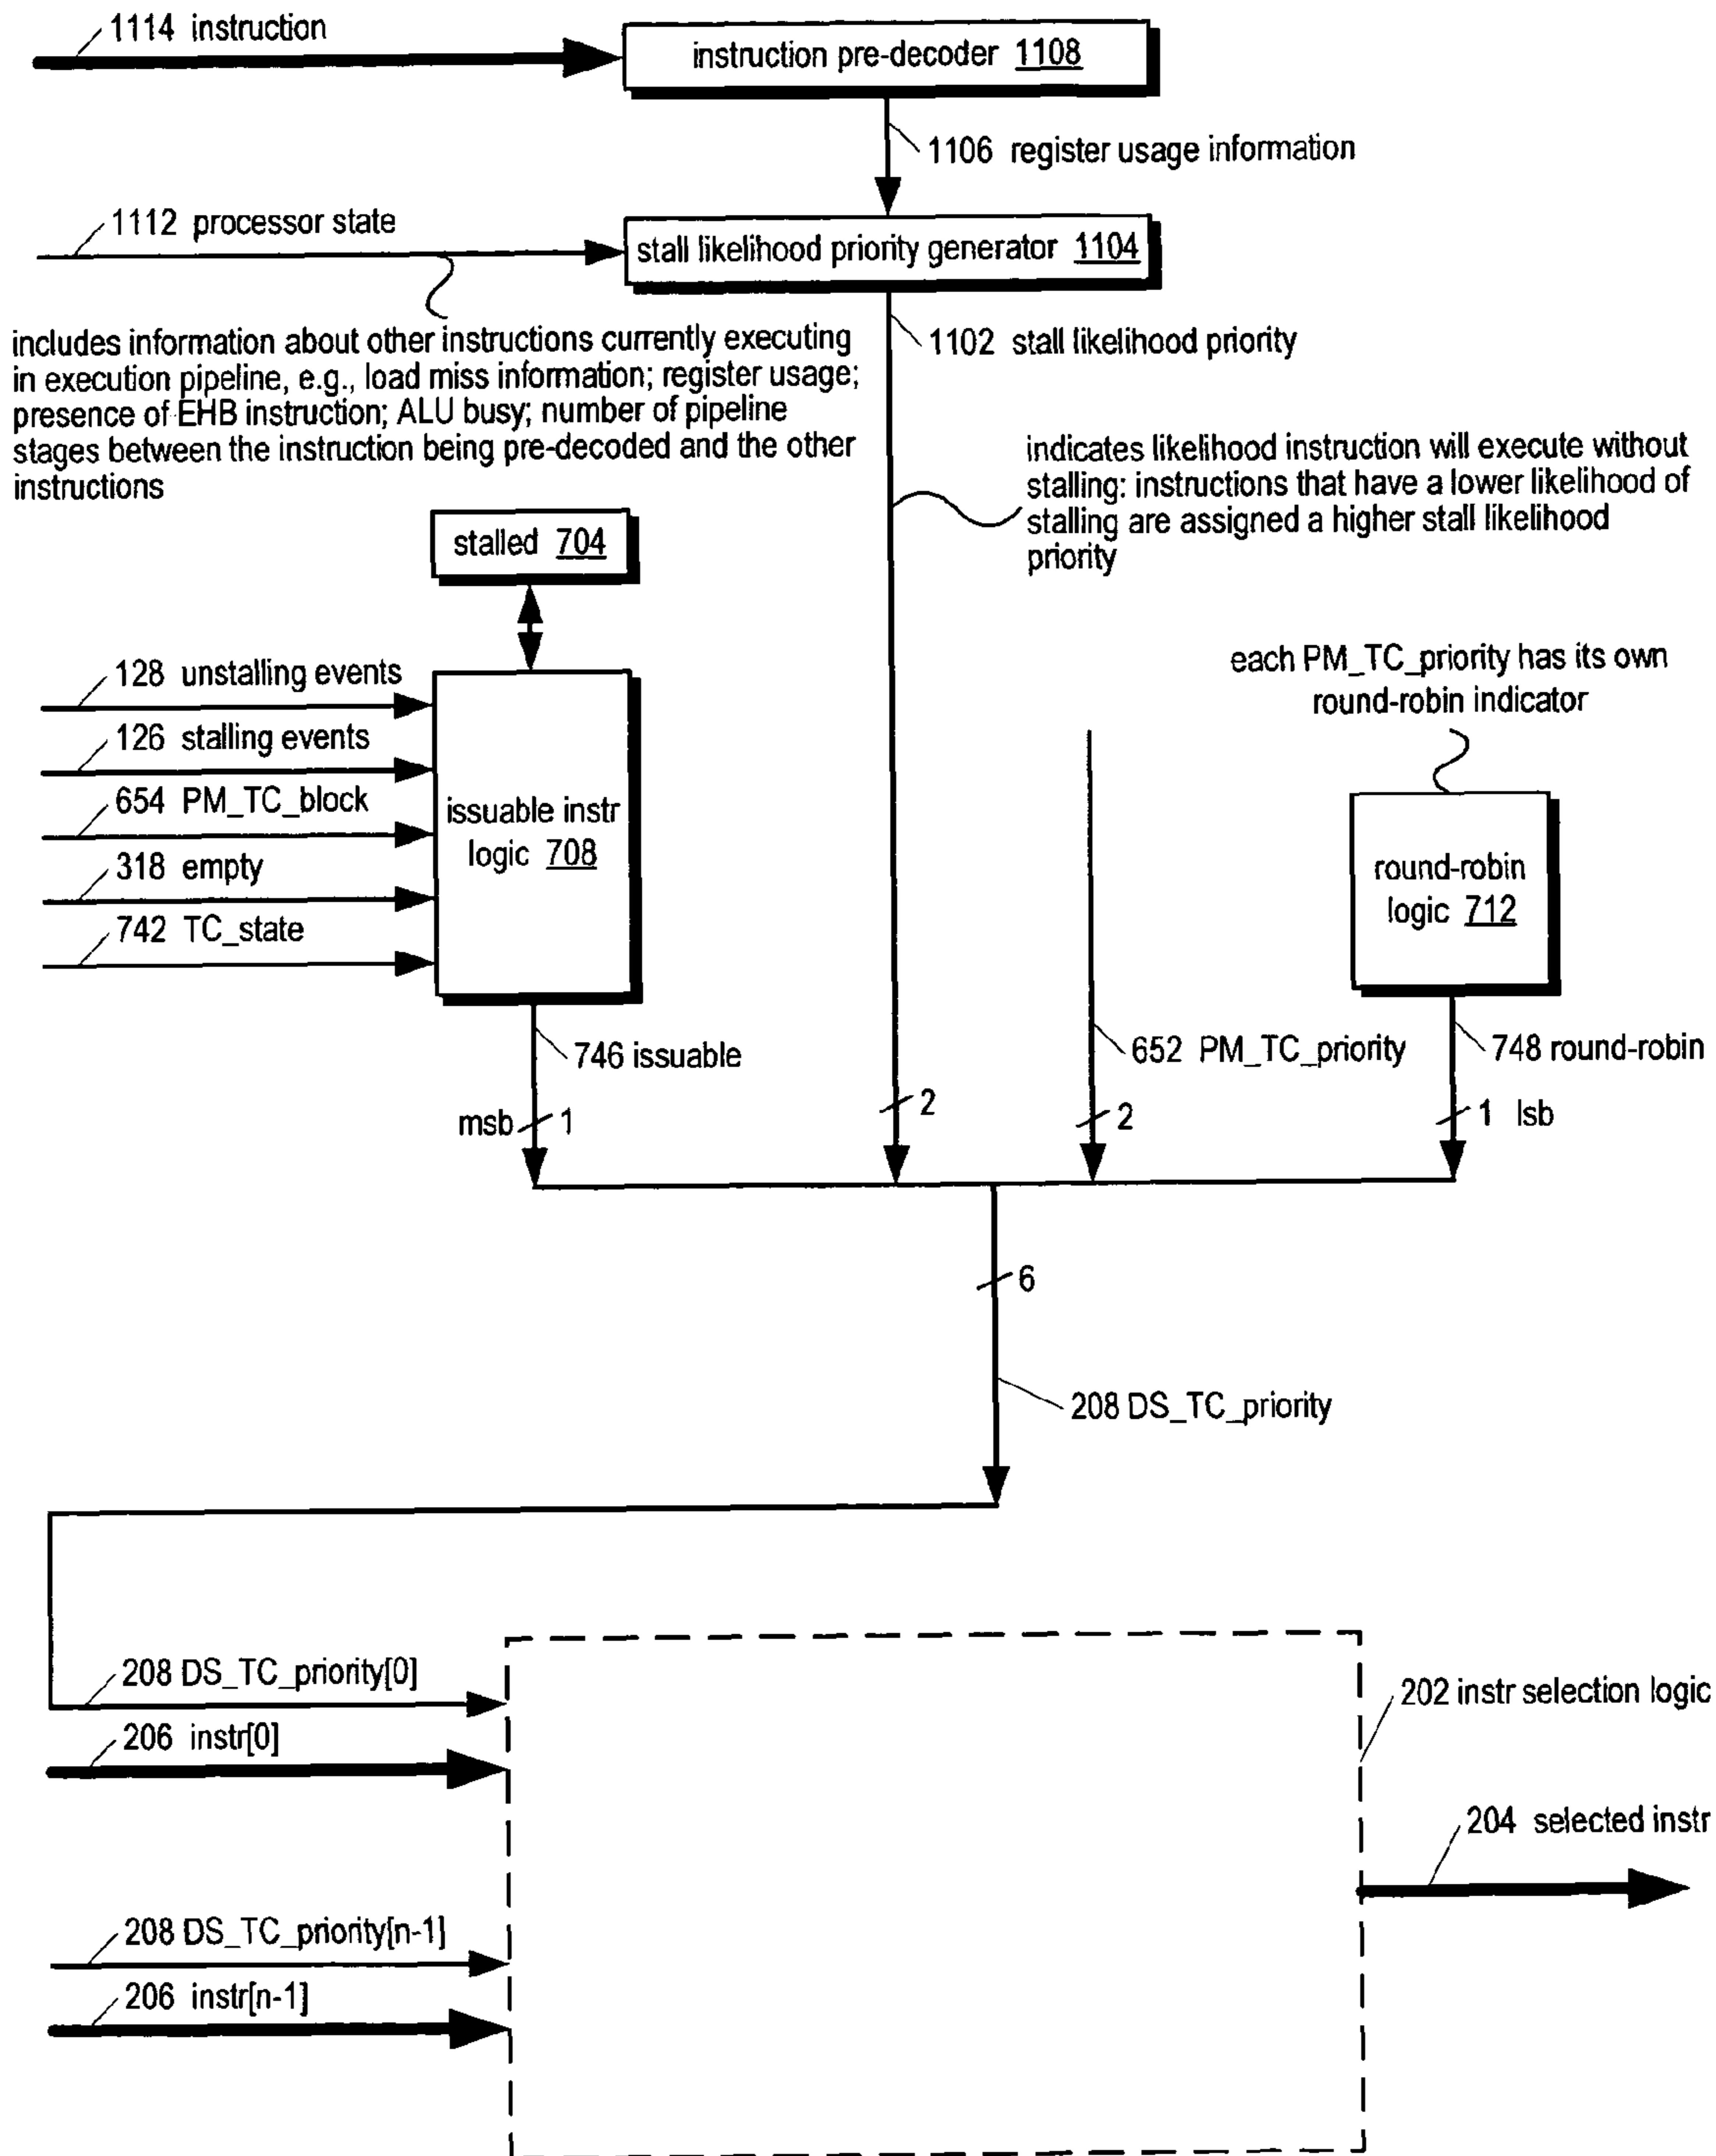 1114 instruction
instruction pre-decoder 1108
1106 register usage information
1112 processor state
stall likelihood priority generator 1104
includes information about other instructions currently executing
in execution pipeline, e.g., load miss information; register usage;
presence of EHB instruction; ALU busy; number of pipeline
stages between the instruction being pre-decoded and the other
instructions
1102 stall likelihood priority
indicates likelihood instruction will execute without
stalling: instructions that have a lower likelihood of
stalling are assigned a higher stall likelihood
priority
stalled 704
128 unstalling events
126 stalling events
654 PM_TC_block
318 empty
742 TC_state
issuable instr
logic 708
each PM_TC_priority has its own
round-robin indicator
round-robin
logic 712
746 issuable
652 PM_TC_priority
748 round-robin
msb 1
2
2
1 lsb
6
208 DS_TC_priority
208 DS_TC_priority[0]
206 instr[0]
202 instr selection logic
204 selected instr
208 DS_TC_priority[n-1]
206 instr[n-1]